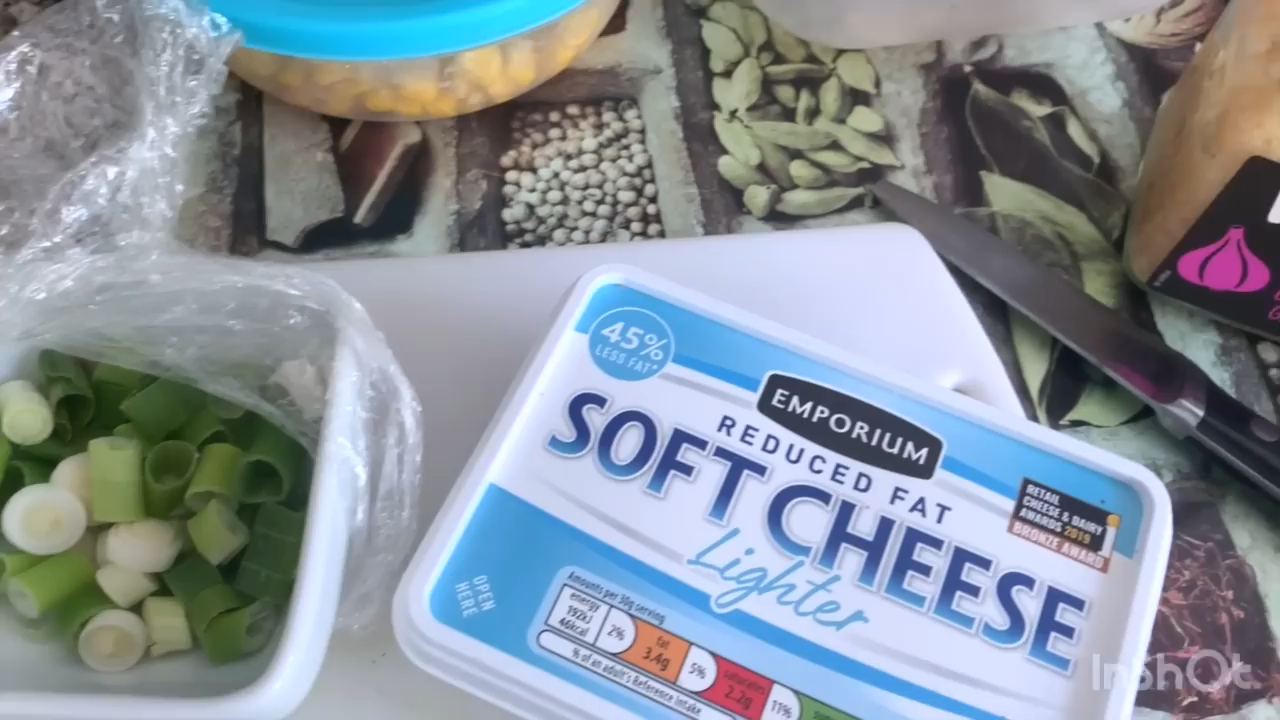 45%
LESS FAT*
EMPORIUM
REDUCED FAT
SOFT CHEESE
Lighter
RETAIL
CHEESE & DAIRY
AWARDS 2019
BRONZE AWARD
OPEN
HERE
Amounts per 30g serving
energy
192kJ
46kcal
2%
fat
3.4g
5%
saturates
2.2g
11%
% of an adult's Reference Intake
InShOt